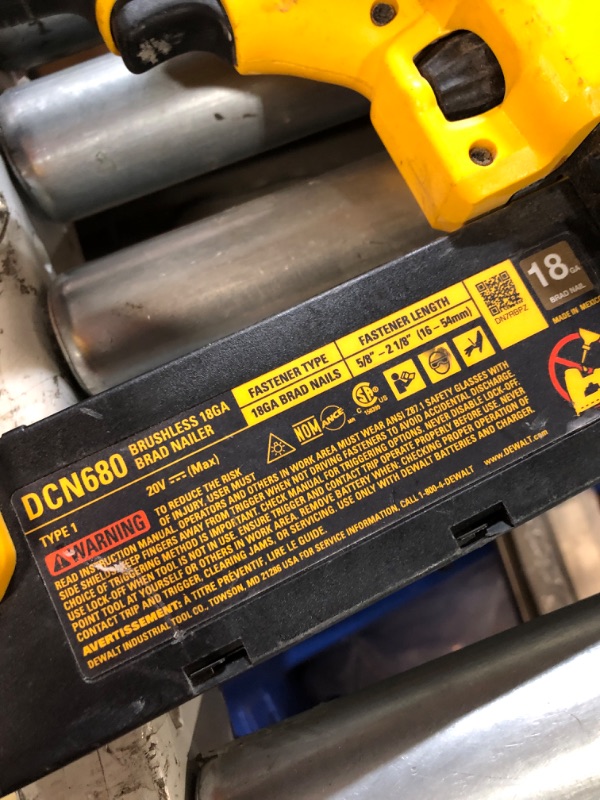 18 GA
BRAD NAIL
DN7RBPZ
MADE IN MEXICO
FASTENER TYPE
FASTENER LENGTH
18GA BRAD NAILS
5/8" – 2 1/8" (16 – 54mm)
DCN680
BRUSHLESS 18GA
BRAD NAILER
TYPE 1
20V (Max)
NOM ANCE
C US
WARNING
TO REDUCE THE RISK
OF INJURY, USER MUST
READ INSTRUCTION MANUAL. OPERATORS AND OTHERS IN WORK AREA MUST WEAR ANSI Z87.1 SAFETY GLASSES WITH
SIDE SHIELDS. KEEP FINGERS AWAY FROM TRIGGER WHEN NOT DRIVING FASTENERS TO AVOID ACCIDENTAL DISCHARGE.
CHOICE OF TRIGGERING METHOD IS IMPORTANT. CHECK MANUAL FOR TRIGGERING OPTIONS. NEVER DISABLE LOCK-OFF.
USE LOCK-OFF WHEN TOOL IS NOT IN USE. ENSURE TRIGGER AND CONTACT TRIP OPERATE PROPERLY BEFORE USE. NEVER
POINT TOOL AT YOURSELF OR OTHERS IN WORK AREA. REMOVE BATTERY WHEN CHECKING PROPER OPERATION OF
CONTACT TRIP AND TRIGGER, CLEARING JAMS, OR SERVICING. USE ONLY WITH DEWALT BATTERIES AND CHARGER.
AVERTISSEMENT: À TITRE PRÉVENTIF, LIRE LE GUIDE.
DEWALT INDUSTRIAL TOOL CO., TOWSON, MD 21286 USA FOR SERVICE INFORMATION, CALL 1-800-4-DEWALT www.DEWALT.com